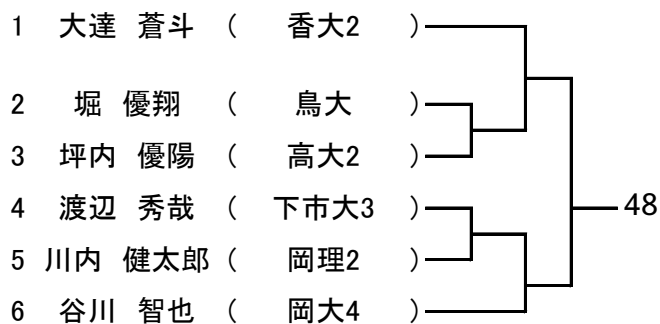 1 大達 蒼斗 ( 香大2 )
2 堀 優翔 ( 鳥大 )
3 坪内 優陽 ( 高大2 )
4 渡辺 秀哉 ( 下市大3 )
48
5 川内 健太郎 ( 岡理2 )
6 谷川 智也 ( 岡大4 )